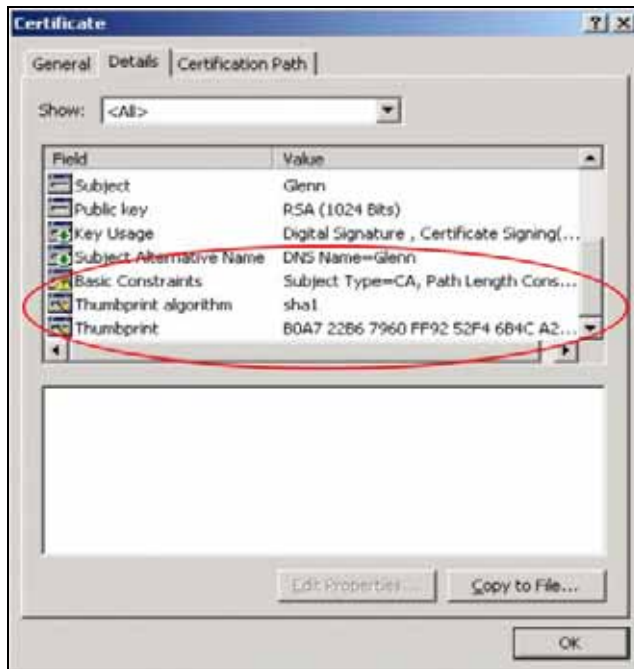 Certificate
General Details Certification Path
Show: <All>
Field Value
Subject Glenn
Public key RSA (1024 Bits)
Key Usage Digital Signature , Certificate Signing(...
Subject Alternative Name DNS Name=Glenn
Basic Constraints Subject Type=CA, Path Length Cons...
Thumbprint algorithm sha1
Thumbprint B0A7 22B6 7960 FF92 52F4 6B4C A2...
Edit Properties... Copy to File...
OK